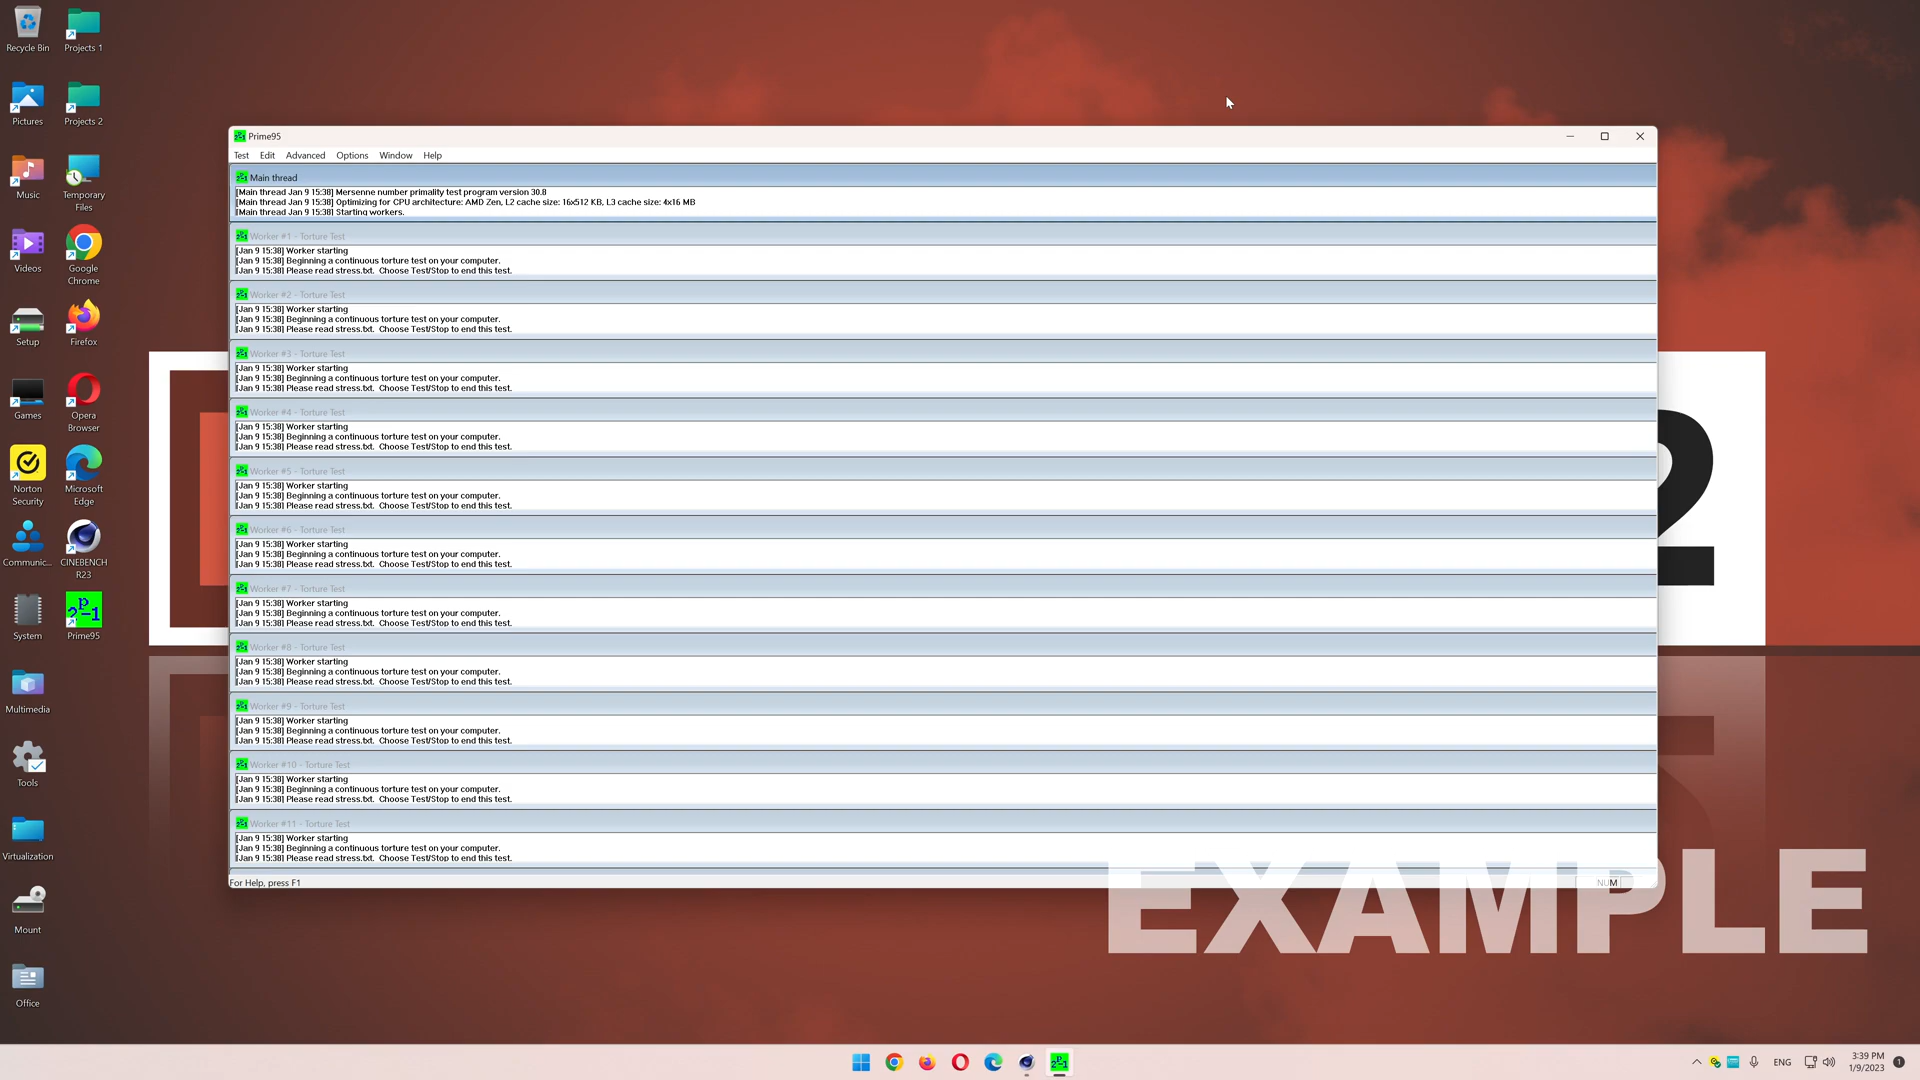 Recycle Bin
Projects 1
Pictures
Projects 2
Music
Temporary
Files
Videos
Google
Chrome
Setup
Firefox
Games
Opera
Browser
Norton
Security
Microsoft
Edge
Communic...
CINEBENCH
R23
System
Prime95
Multimedia
Tools
Virtualization
Mount
Office
Prime95
Test Edit Advanced Options Window Help
Main thread
[Main thread Jan 9 15:38] Mersenne number primality test program version 30.8
[Main thread Jan 9 15:38] Optimizing for CPU architecture: AMD Zen, L2 cache size: 16x512 KB, L3 cache size: 4x16 MB
[Main thread Jan 9 15:38] Starting workers.
Worker #1 - Torture Test
[Jan 9 15:38] Worker starting
[Jan 9 15:38] Beginning a continuous torture test on your computer.
[Jan 9 15:38] Please read stress.txt.  Choose Test/Stop to end this test.
Worker #2 - Torture Test
[Jan 9 15:38] Worker starting
[Jan 9 15:38] Beginning a continuous torture test on your computer.
[Jan 9 15:38] Please read stress.txt.  Choose Test/Stop to end this test.
Worker #3 - Torture Test
[Jan 9 15:38] Worker starting
[Jan 9 15:38] Beginning a continuous torture test on your computer.
[Jan 9 15:38] Please read stress.txt.  Choose Test/Stop to end this test.
Worker #4 - Torture Test
[Jan 9 15:38] Worker starting
[Jan 9 15:38] Beginning a continuous torture test on your computer.
[Jan 9 15:38] Please read stress.txt.  Choose Test/Stop to end this test.
Worker #5 - Torture Test
[Jan 9 15:38] Worker starting
[Jan 9 15:38] Beginning a continuous torture test on your computer.
[Jan 9 15:38] Please read stress.txt.  Choose Test/Stop to end this test.
Worker #6 - Torture Test
[Jan 9 15:38] Worker starting
[Jan 9 15:38] Beginning a continuous torture test on your computer.
[Jan 9 15:38] Please read stress.txt.  Choose Test/Stop to end this test.
Worker #7 - Torture Test
[Jan 9 15:38] Worker starting
[Jan 9 15:38] Beginning a continuous torture test on your computer.
[Jan 9 15:38] Please read stress.txt.  Choose Test/Stop to end this test.
Worker #8 - Torture Test
[Jan 9 15:38] Worker starting
[Jan 9 15:38] Beginning a continuous torture test on your computer.
[Jan 9 15:38] Please read stress.txt.  Choose Test/Stop to end this test.
Worker #9 - Torture Test
[Jan 9 15:38] Worker starting
[Jan 9 15:38] Beginning a continuous torture test on your computer.
[Jan 9 15:38] Please read stress.txt.  Choose Test/Stop to end this test.
Worker #10 - Torture Test
[Jan 9 15:38] Worker starting
[Jan 9 15:38] Beginning a continuous torture test on your computer.
[Jan 9 15:38] Please read stress.txt.  Choose Test/Stop to end this test.
Worker #11 - Torture Test
[Jan 9 15:38] Worker starting
[Jan 9 15:38] Beginning a continuous torture test on your computer.
[Jan 9 15:38] Please read stress.txt.  Choose Test/Stop to end this test.
For Help, press F1
NUM
2
EXAMPLE
ENG
3:39 PM
1/9/2023
1